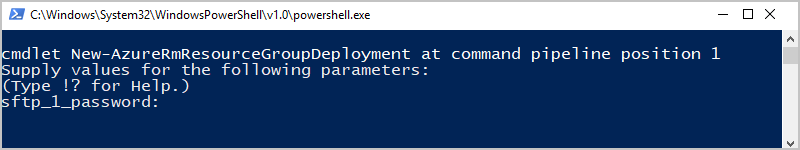 C:\Windows\System32\WindowsPowerShell\v1.0\powershell.exe
cmdlet New-AzureRmResourceGroupDeployment at command pipeline position 1
Supply values for the following parameters:
(Type !? for Help.)
sftp_1_password: